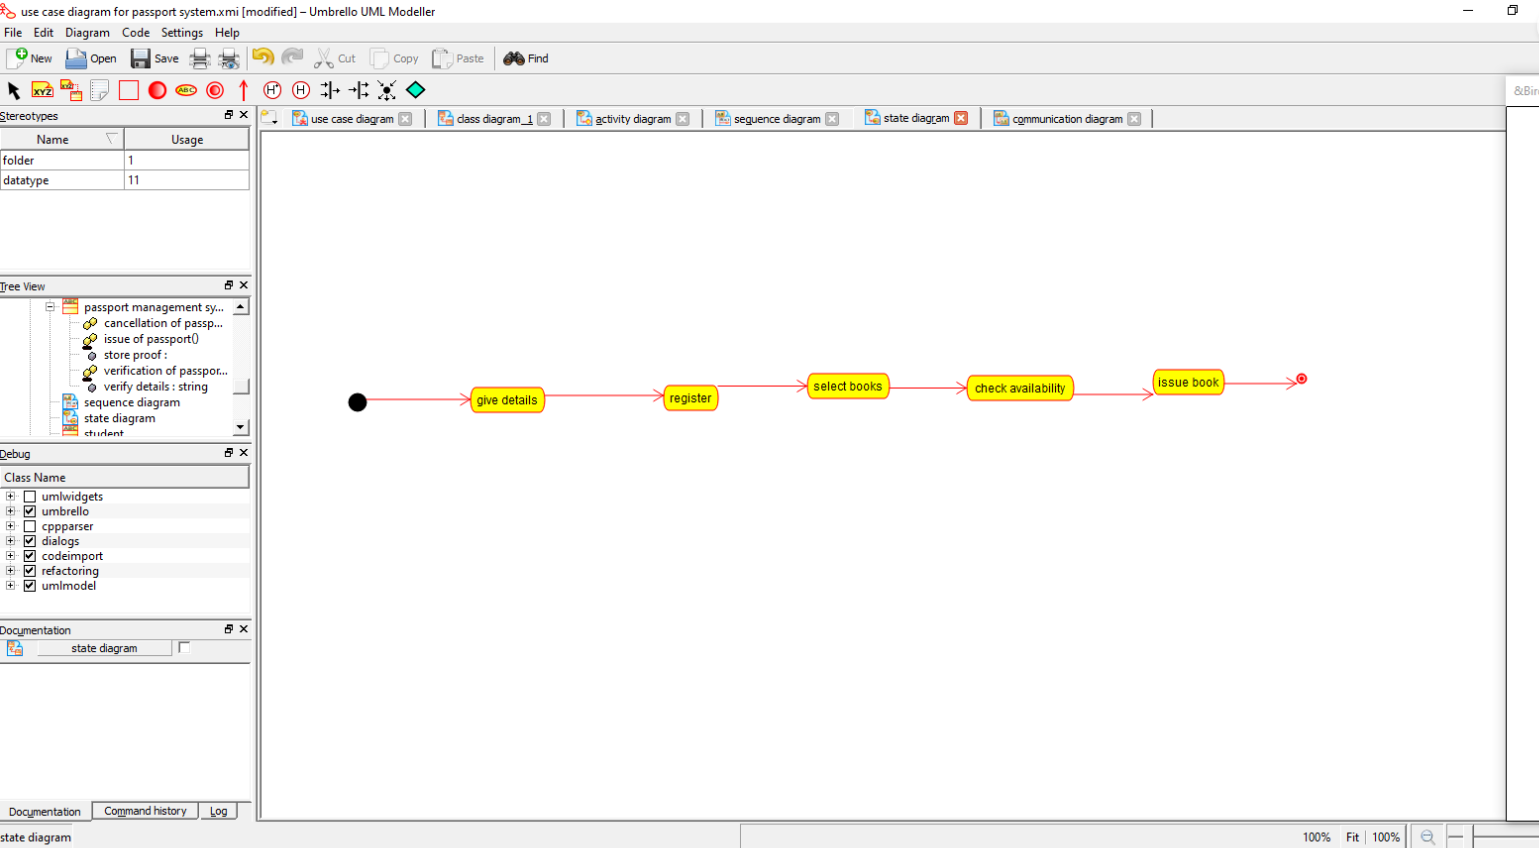 use case diagram for passport system.xmi [modified] – Umbrello UML Modeller
File Edit Diagram Code Settings Help
New Open Save Cut Copy Paste Find
XYZ ABC H* H
&Bir
Stereotypes
Name Usage
folder 1
datatype 11
use case diagram class diagram_1 activity diagram sequence diagram state diagram communication diagram
Tree View
passport management sy...
cancellation of passp...
issue of passport()
store proof :
verification of passpor...
verify details : string
sequence diagram
state diagram
student
Debug
Class Name
umlwidgets
umbrello
cppparser
dialogs
codeimport
refactoring
umlmodel
Documentation
state diagram
Documentation Command history Log
give details
register
select books
check availability
issue book
state diagram
100% Fit 100%